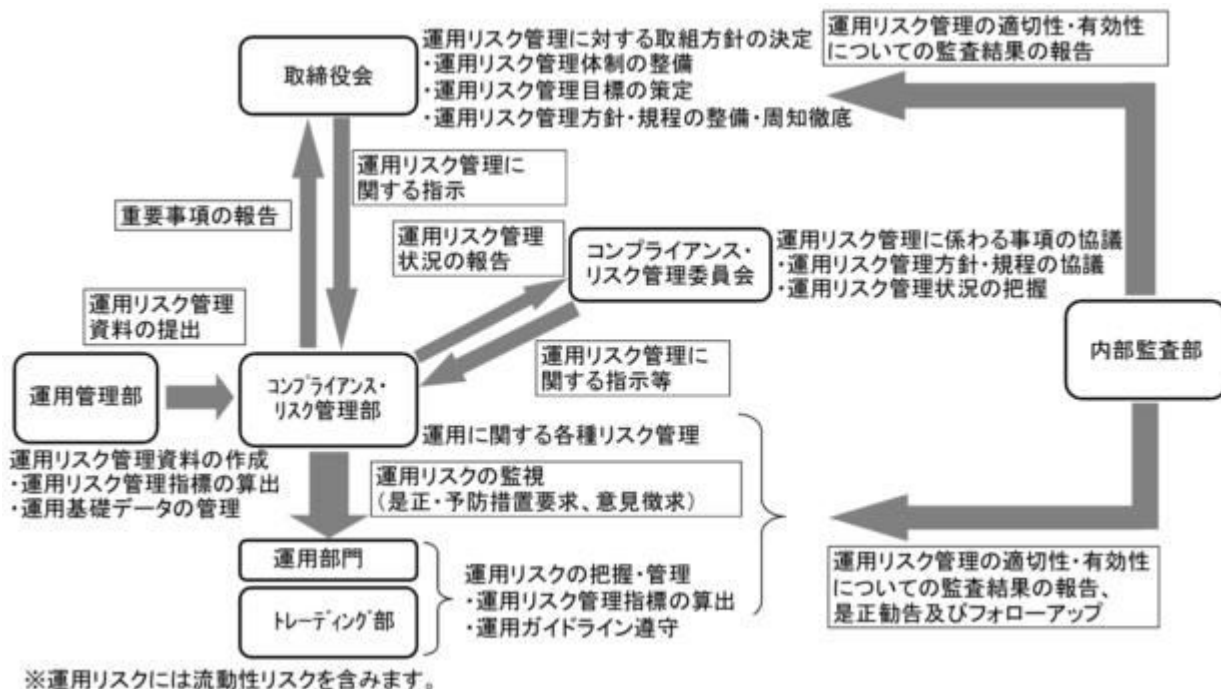 取締役会
運用リスク管理に対する取組方針の決定
・運用リスク管理体制の整備
・運用リスク管理目標の策定
・運用リスク管理方針・規程の整備・周知徹底
運用リスク管理の適切性・有効性
についての監査結果の報告
運用リスク管理に
関する指示
重要事項の報告
運用リスク管理
状況の報告
コンプライアンス・
リスク管理委員会
運用リスク管理に係わる事項の協議
・運用リスク管理方針・規程の協議
・運用リスク管理状況の把握
運用リスク管理
資料の提出
運用リスク管理に
関する指示等
内部監査部
運用管理部
コンプライアンス・
リスク管理部
運用に関する各種リスク管理
運用リスク管理資料の作成
・運用リスク管理指標の算出
・運用基礎データの管理
運用リスクの監視
(是正・予防措置要求、意見徴求)
運用部門
トレーディング部
運用リスクの把握・管理
・運用リスク管理指標の算出
・運用ガイドライン遵守
運用リスク管理の適切性・有効性
についての監査結果の報告、
是正勧告及びフォローアップ
※運用リスクには流動性リスクを含みます。